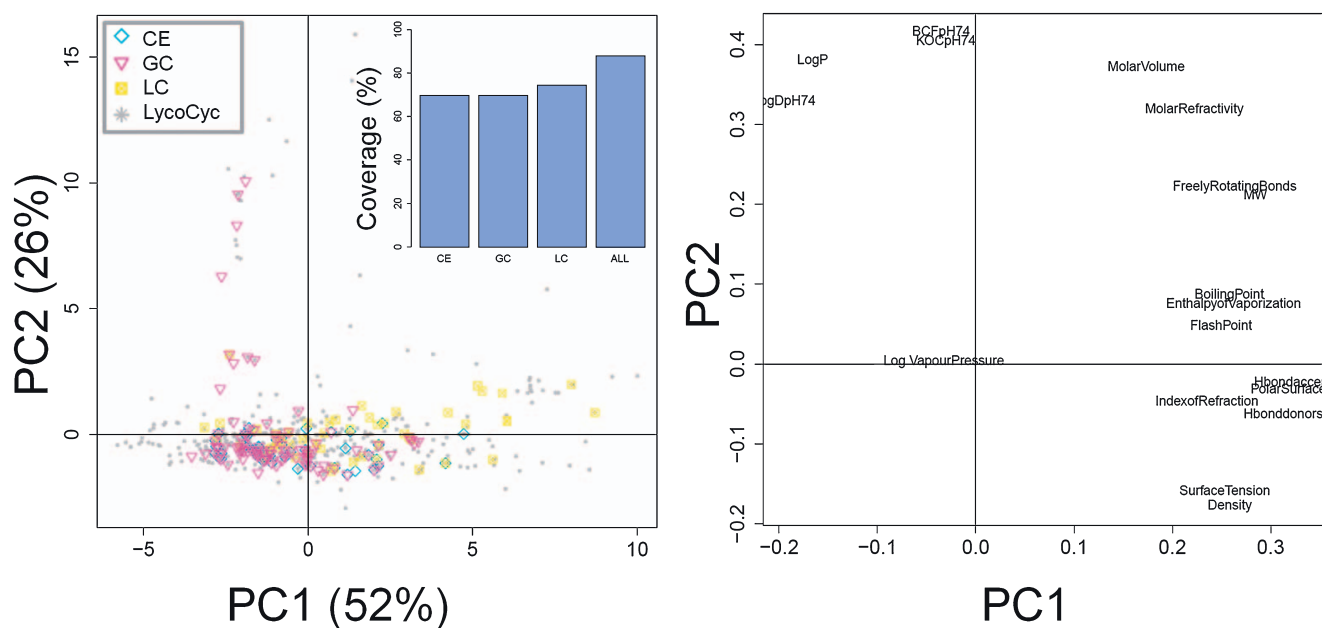 CE
GC
LC
LycoCyc
15
10
5
0
PC2 (26%)
−5
0
5
10
PC1 (52%)
Coverage (%)
100
80
60
40
20
0
CE
GC
LC
ALL
BCFpH74
KOCpH74
LogP
MolarVolume
ogDpH74
MolarRefractivity
FreelyRotatingBonds
MW
BoilingPoint
EnthalpyofVaporization
FlashPoint
Log VapourPressure
Hbondacce
PolarSurface
IndexofRefraction
Hbonddonors
SurfaceTension
Density
0.4
0.3
0.2
0.1
0.0
−0.1
−0.2
PC2
−0.2
−0.1
0.0
0.1
0.2
0.3
PC1